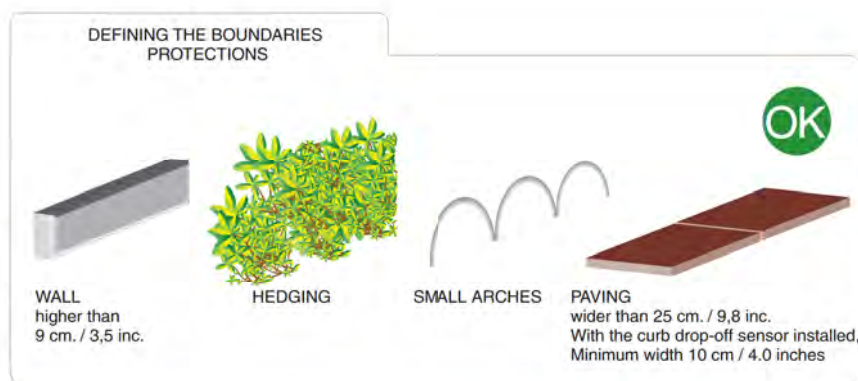 DEFINING THE BOUNDARIES
PROTECTIONS
OK
WALL
higher than
9 cm. / 3,5 inc.
HEDGING
SMALL ARCHES
PAVING
wider than 25 cm. / 9,8 inc.
With the curb drop-off sensor installed,
Minimum width 10 cm / 4.0 inches